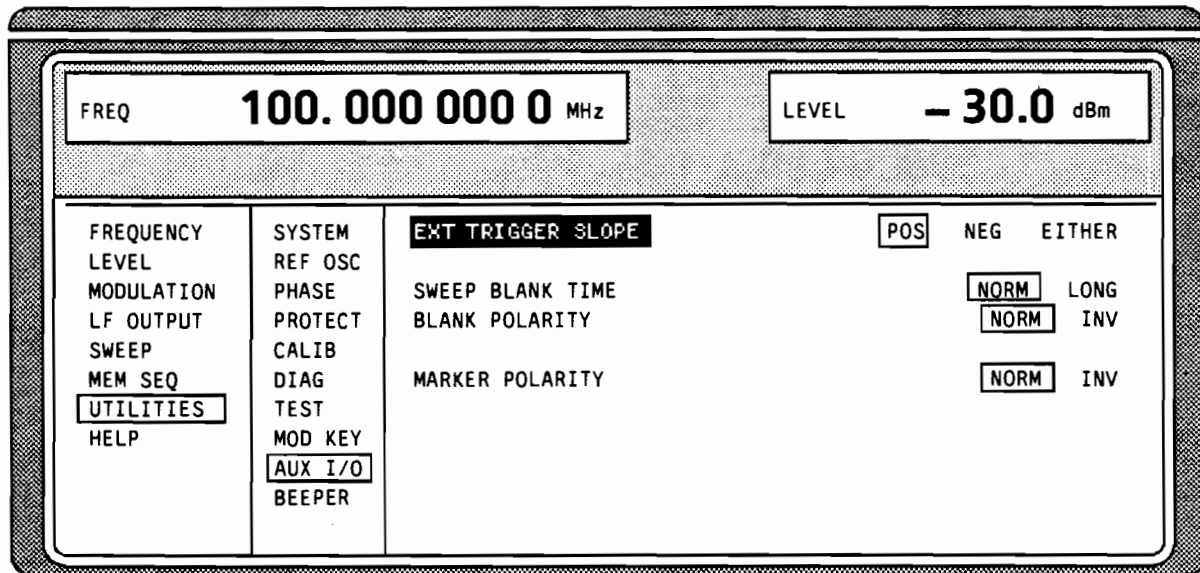 FREQ 100. 000 000 0 MHz
LEVEL – 30.0 dBm
FREQUENCY
LEVEL
MODULATION
LF OUTPUT
SWEEP
MEM SEQ
UTILITIES
HELP
SYSTEM
REF OSC
PHASE
PROTECT
CALIB
DIAG
TEST
MOD KEY
AUX I/O
BEEPER
EXT TRIGGER SLOPE POS NEG EITHER
SWEEP BLANK TIME NORM LONG
BLANK POLARITY NORM INV
MARKER POLARITY NORM INV